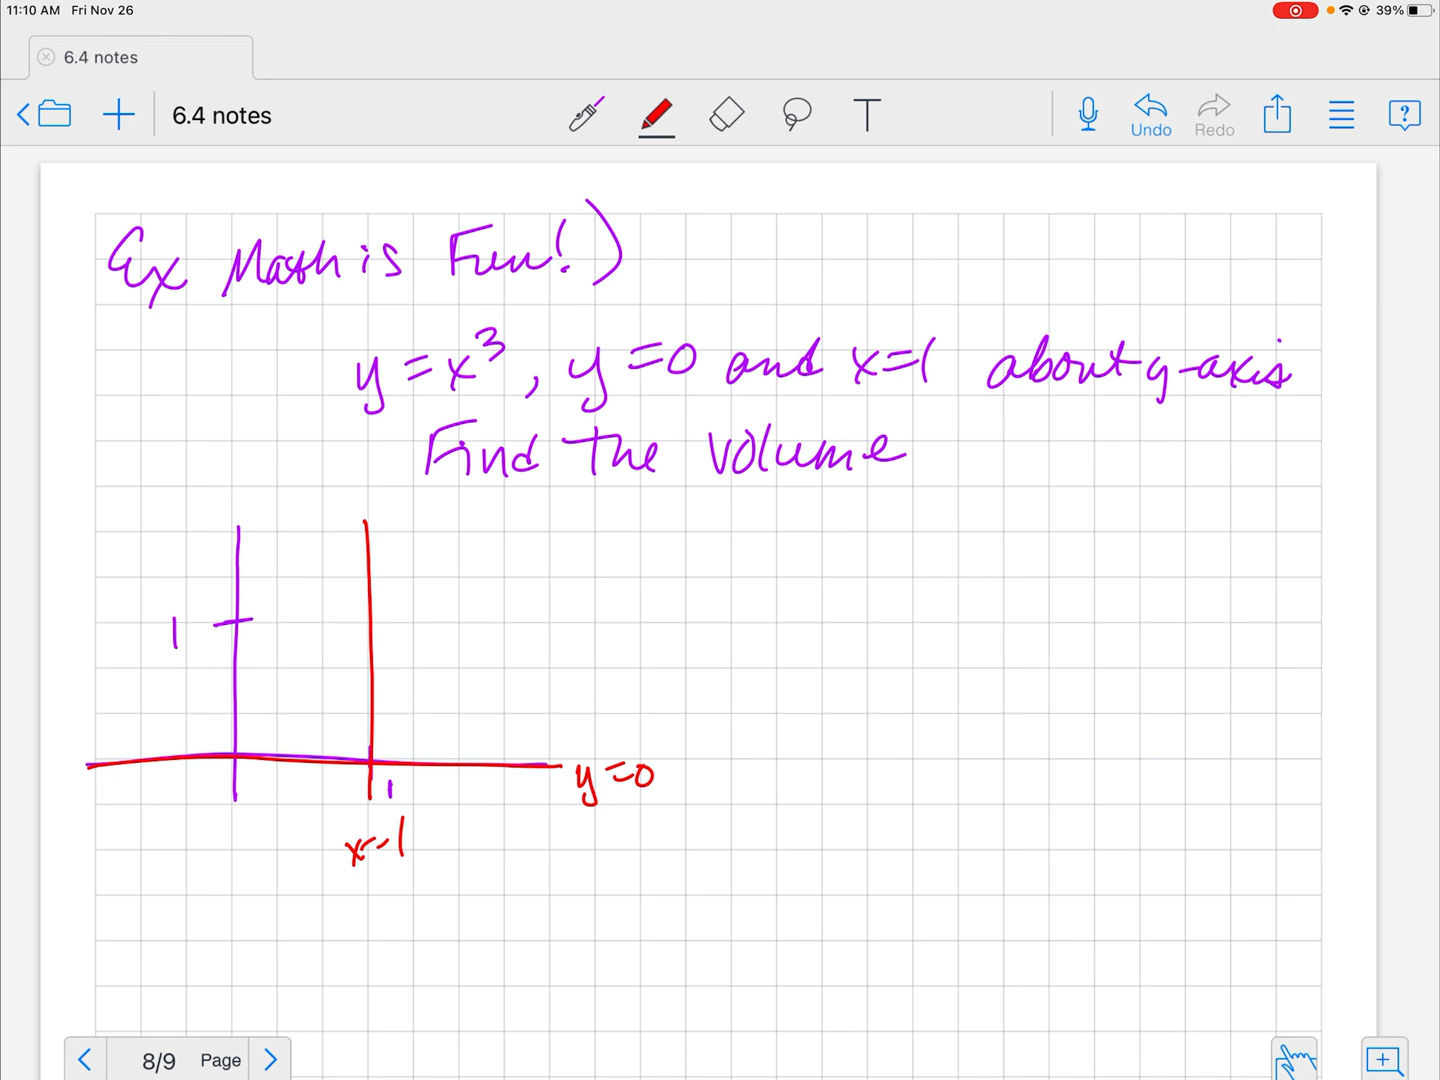 11:10 AM Fri Nov 26
39%
6.4 notes
6.4 notes
T
Undo
Redo
?
Ex Math is Fun!)
y = x³, y = 0 and x = 1 about y-axis
Find the volume
1
1
y = 0
x = 1
8/9 Page